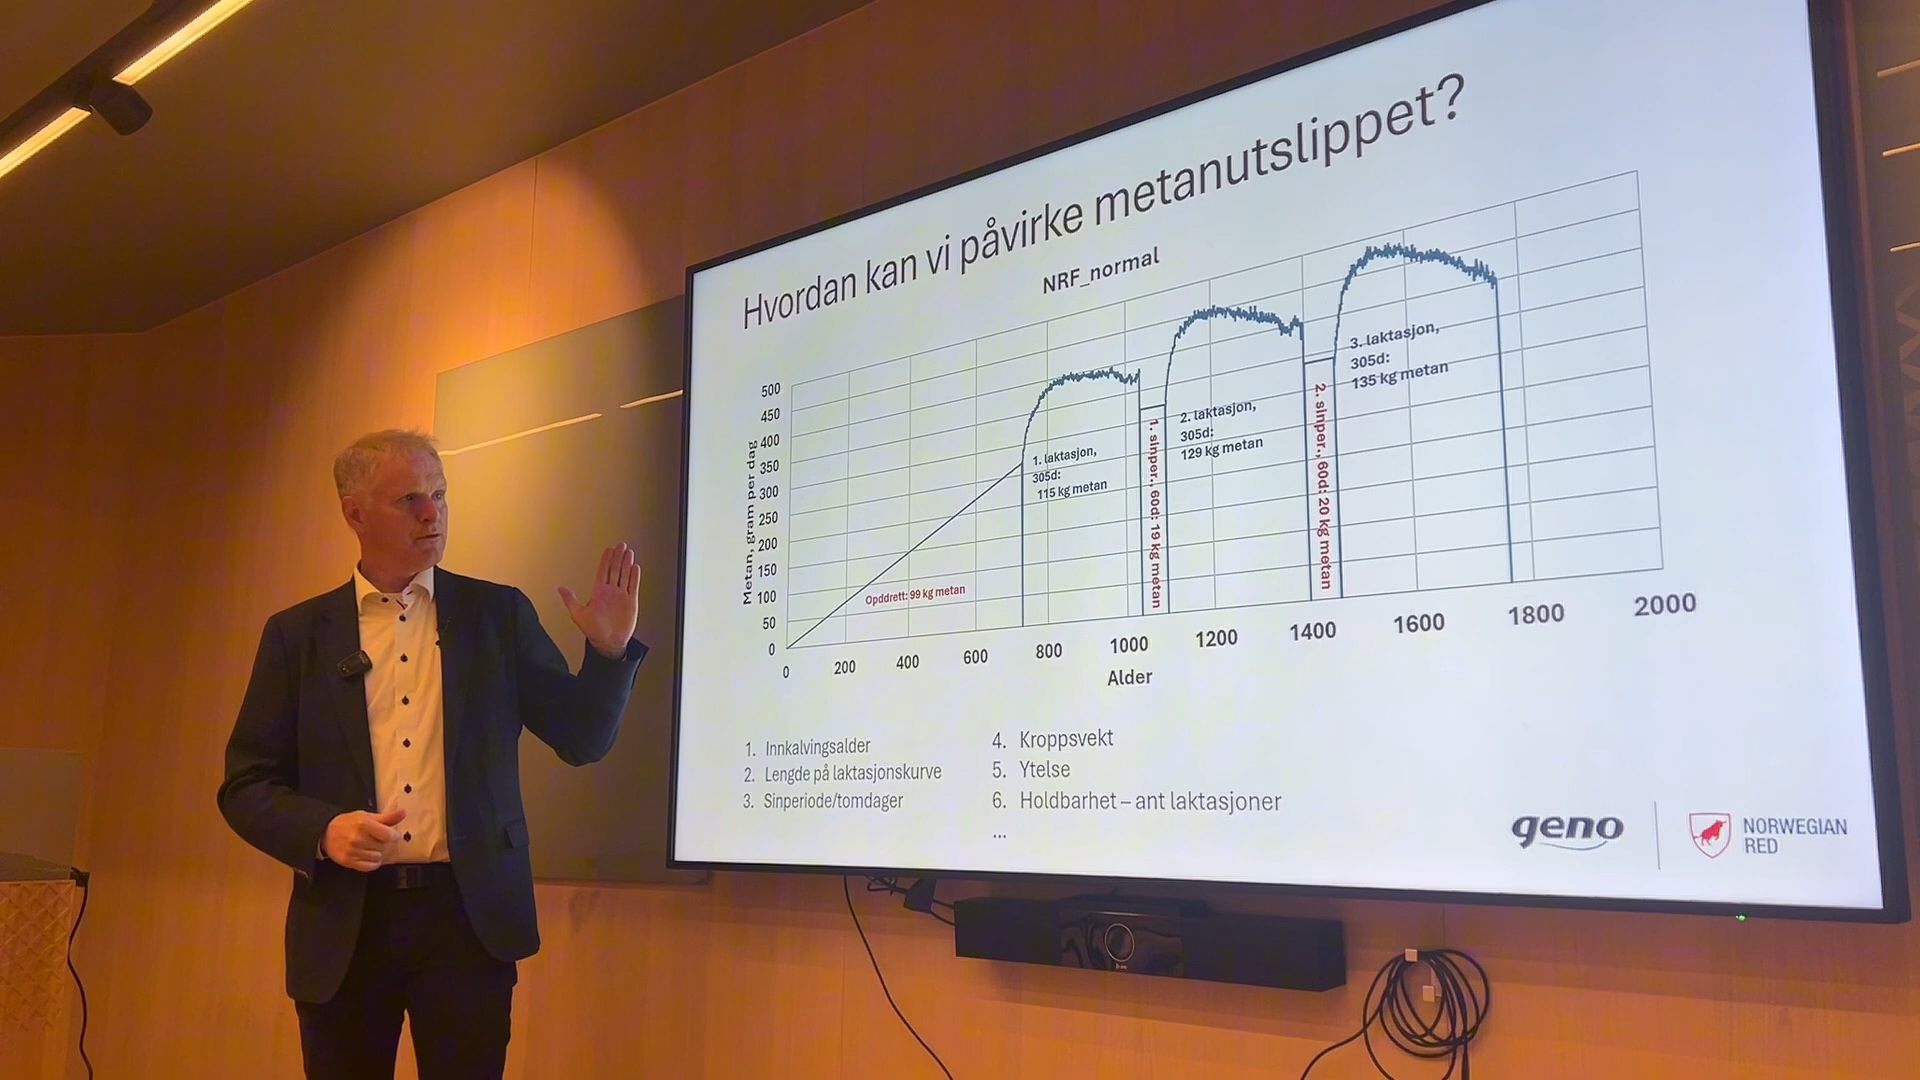 Hvordan kan vi påvirke metanutslippet?
NRF_normal
Metan, gram per dag
500
450
400
350
300
250
200
150
100
50
0
0 200 400 600 800 1000 1200 1400 1600 1800 2000
Alder
Opddrett: 99 kg metan
1. laktasjon,
305d:
115 kg metan
1. sinper., 60d: 19 kg metan
2. laktasjon,
305d:
129 kg metan
2. sinper., 60d: 20 kg metan
3. laktasjon,
305d:
135 kg metan
1. Innkalvingsalder
2. Lengde på laktasjonskurve
3. Sinperiode/tomdager
4. Kroppsvekt
5. Ytelse
6. Holdbarhet – ant laktasjoner
...
geno
NORWEGIAN
RED